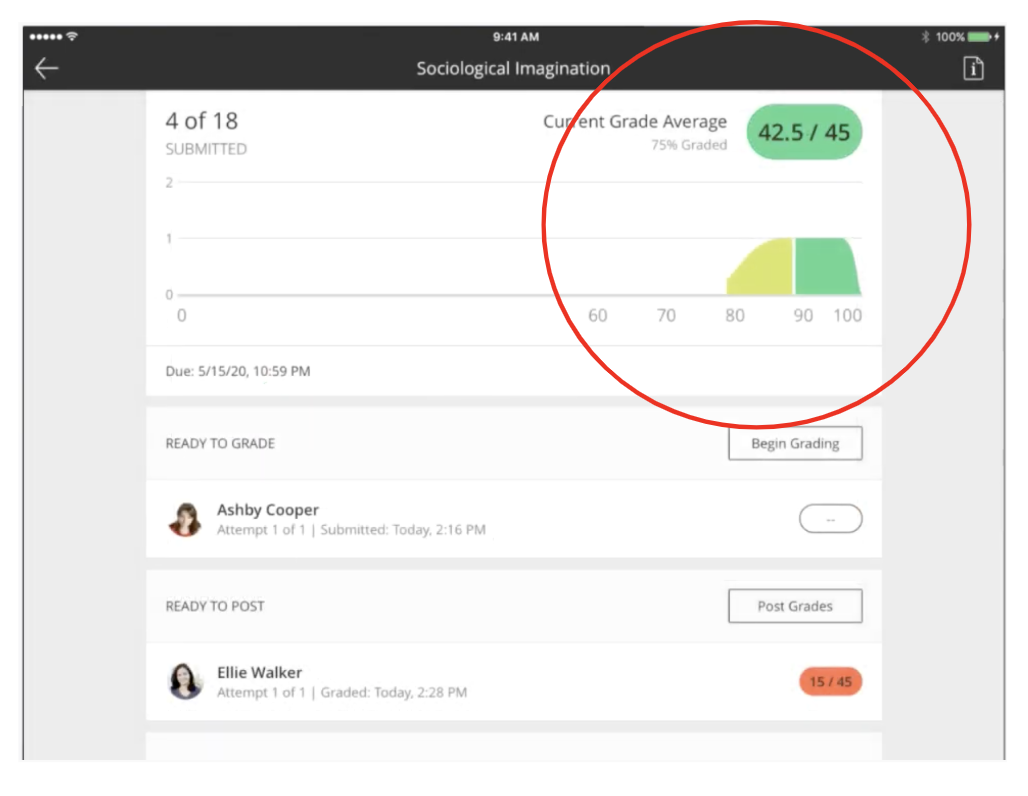 9:41 AM
100%
Sociological Imagination
4 of 18
SUBMITTED
Current Grade Average
75% Graded
42.5 / 45
2
1
0
0 60 70 80 90 100
Due: 5/15/20, 10:59 PM
READY TO GRADE
Begin Grading
Ashby Cooper
Attempt 1 of 1 | Submitted: Today, 2:16 PM
--
READY TO POST
Post Grades
Ellie Walker
Attempt 1 of 1 | Graded: Today, 2:28 PM
15 / 45